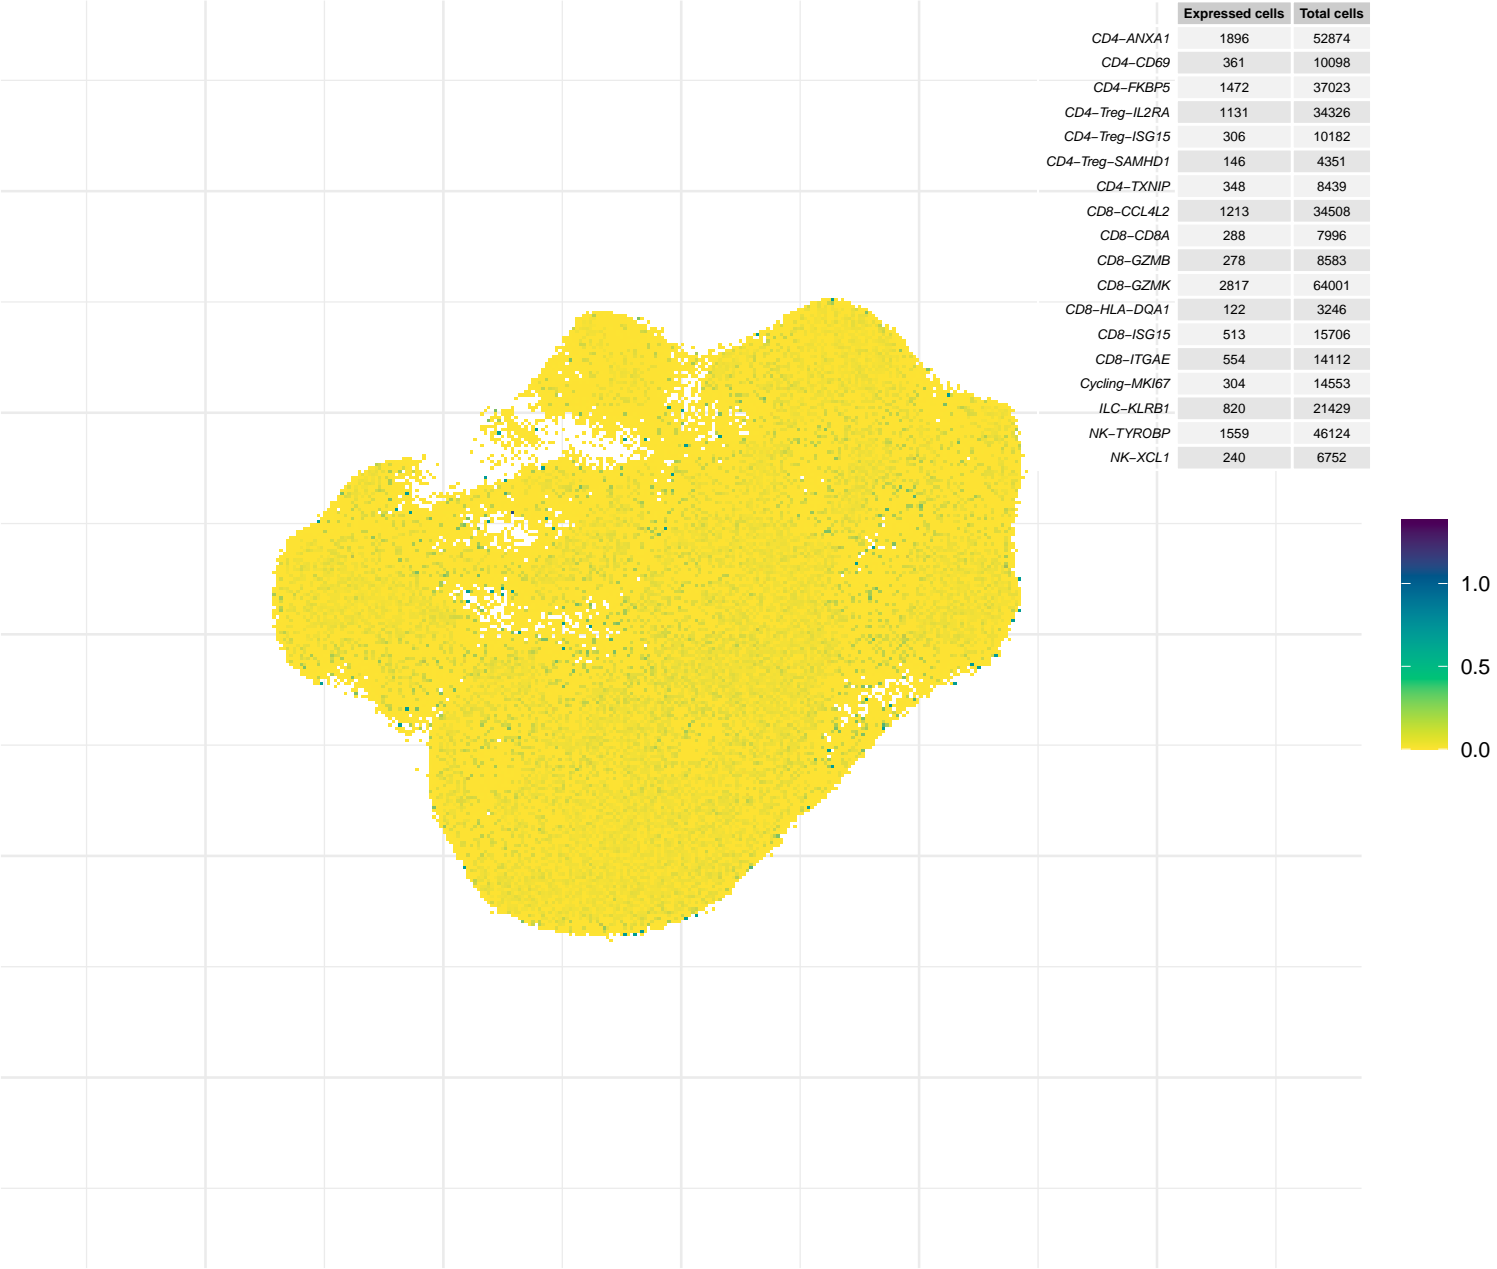 Expressed cells Total cells
CD4−ANXA1 1896 52874
CD4−CD69 361 10098
CD4−FKBP5 1472 37023
CD4−Treg−IL2RA 1131 34326
CD4−Treg−ISG15 306 10182
CD4−Treg−SAMHD1 146 4351
CD4−TXNIP 348 8439
CD8−CCL4L2 1213 34508
CD8−CD8A 288 7996
CD8−GZMB 278 8583
CD8−GZMK 2817 64001
CD8−HLA−DQA1 122 3246
CD8−ISG15 513 15706
CD8−ITGAE 554 14112
Cycling−MKI67 304 14553
ILC−KLRB1 820 21429
NK−TYROBP 1559 46124
NK−XCL1 240 6752
1.0
0.5
0.0